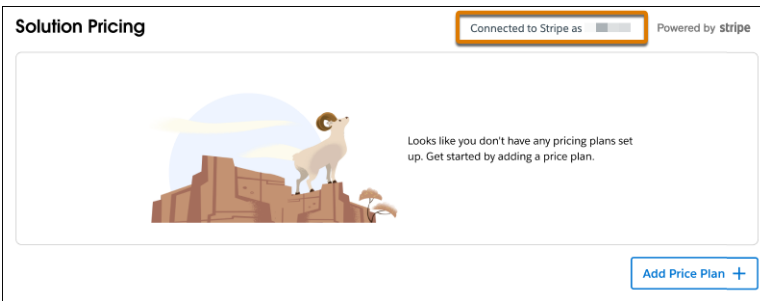 Solution Pricing
Connected to Stripe as
Powered by stripe
Looks like you don't have any pricing plans set
up. Get started by adding a price plan.
Add Price Plan +